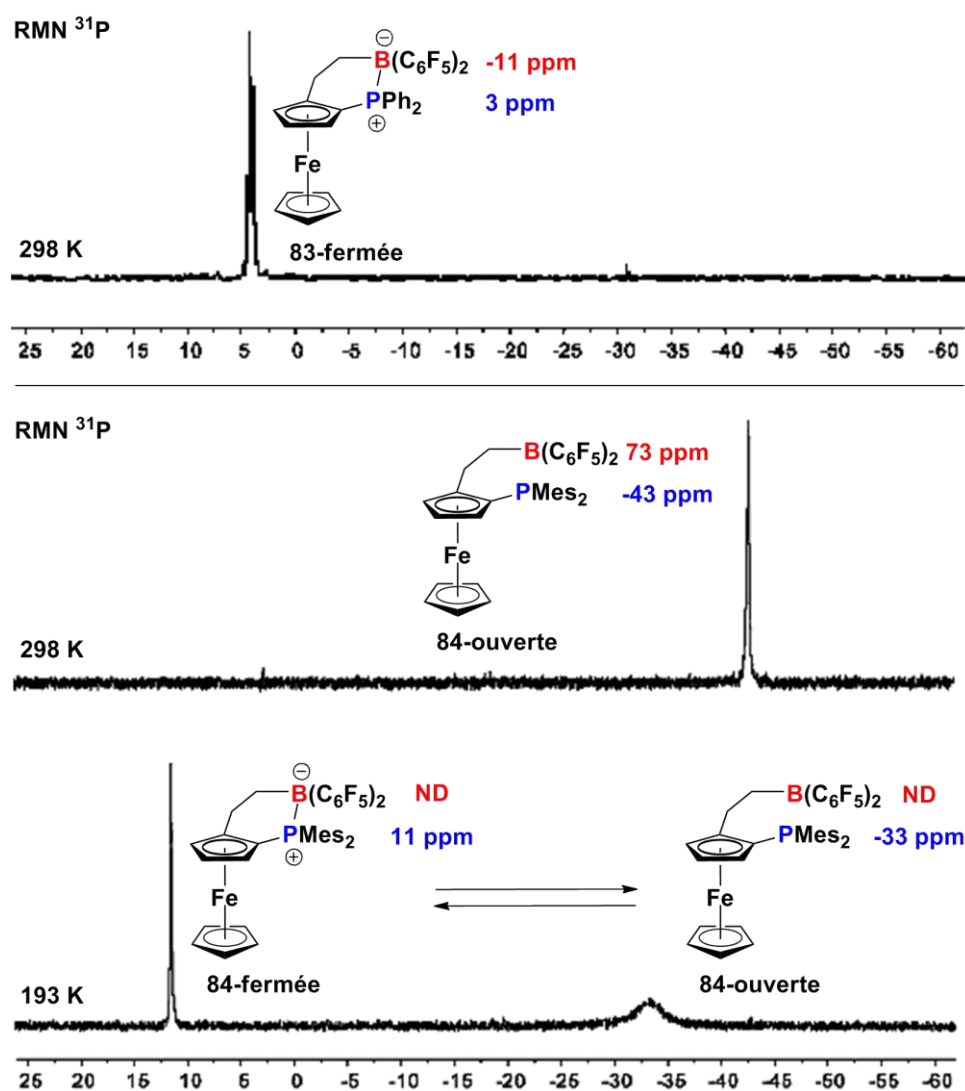 RMN ³¹P
⊖
B(C₆F₅)₂ -11 ppm
PPh₂ 3 ppm
⊕
Fe
83-fermée
298 K
25 20 15 10 5 0 -5 -10 -15 -20 -25 -30 -35 -40 -45 -50 -55 -60
RMN ³¹P
B(C₆F₅)₂ 73 ppm
PMes₂ -43 ppm
Fe
84-ouverte
298 K
⊖
B(C₆F₅)₂ ND
PMes₂ 11 ppm
⊕
Fe
84-fermée
B(C₆F₅)₂ ND
PMes₂ -33 ppm
Fe
84-ouverte
193 K
25 20 15 10 5 0 -5 -10 -15 -20 -25 -30 -35 -40 -45 -50 -55 -60